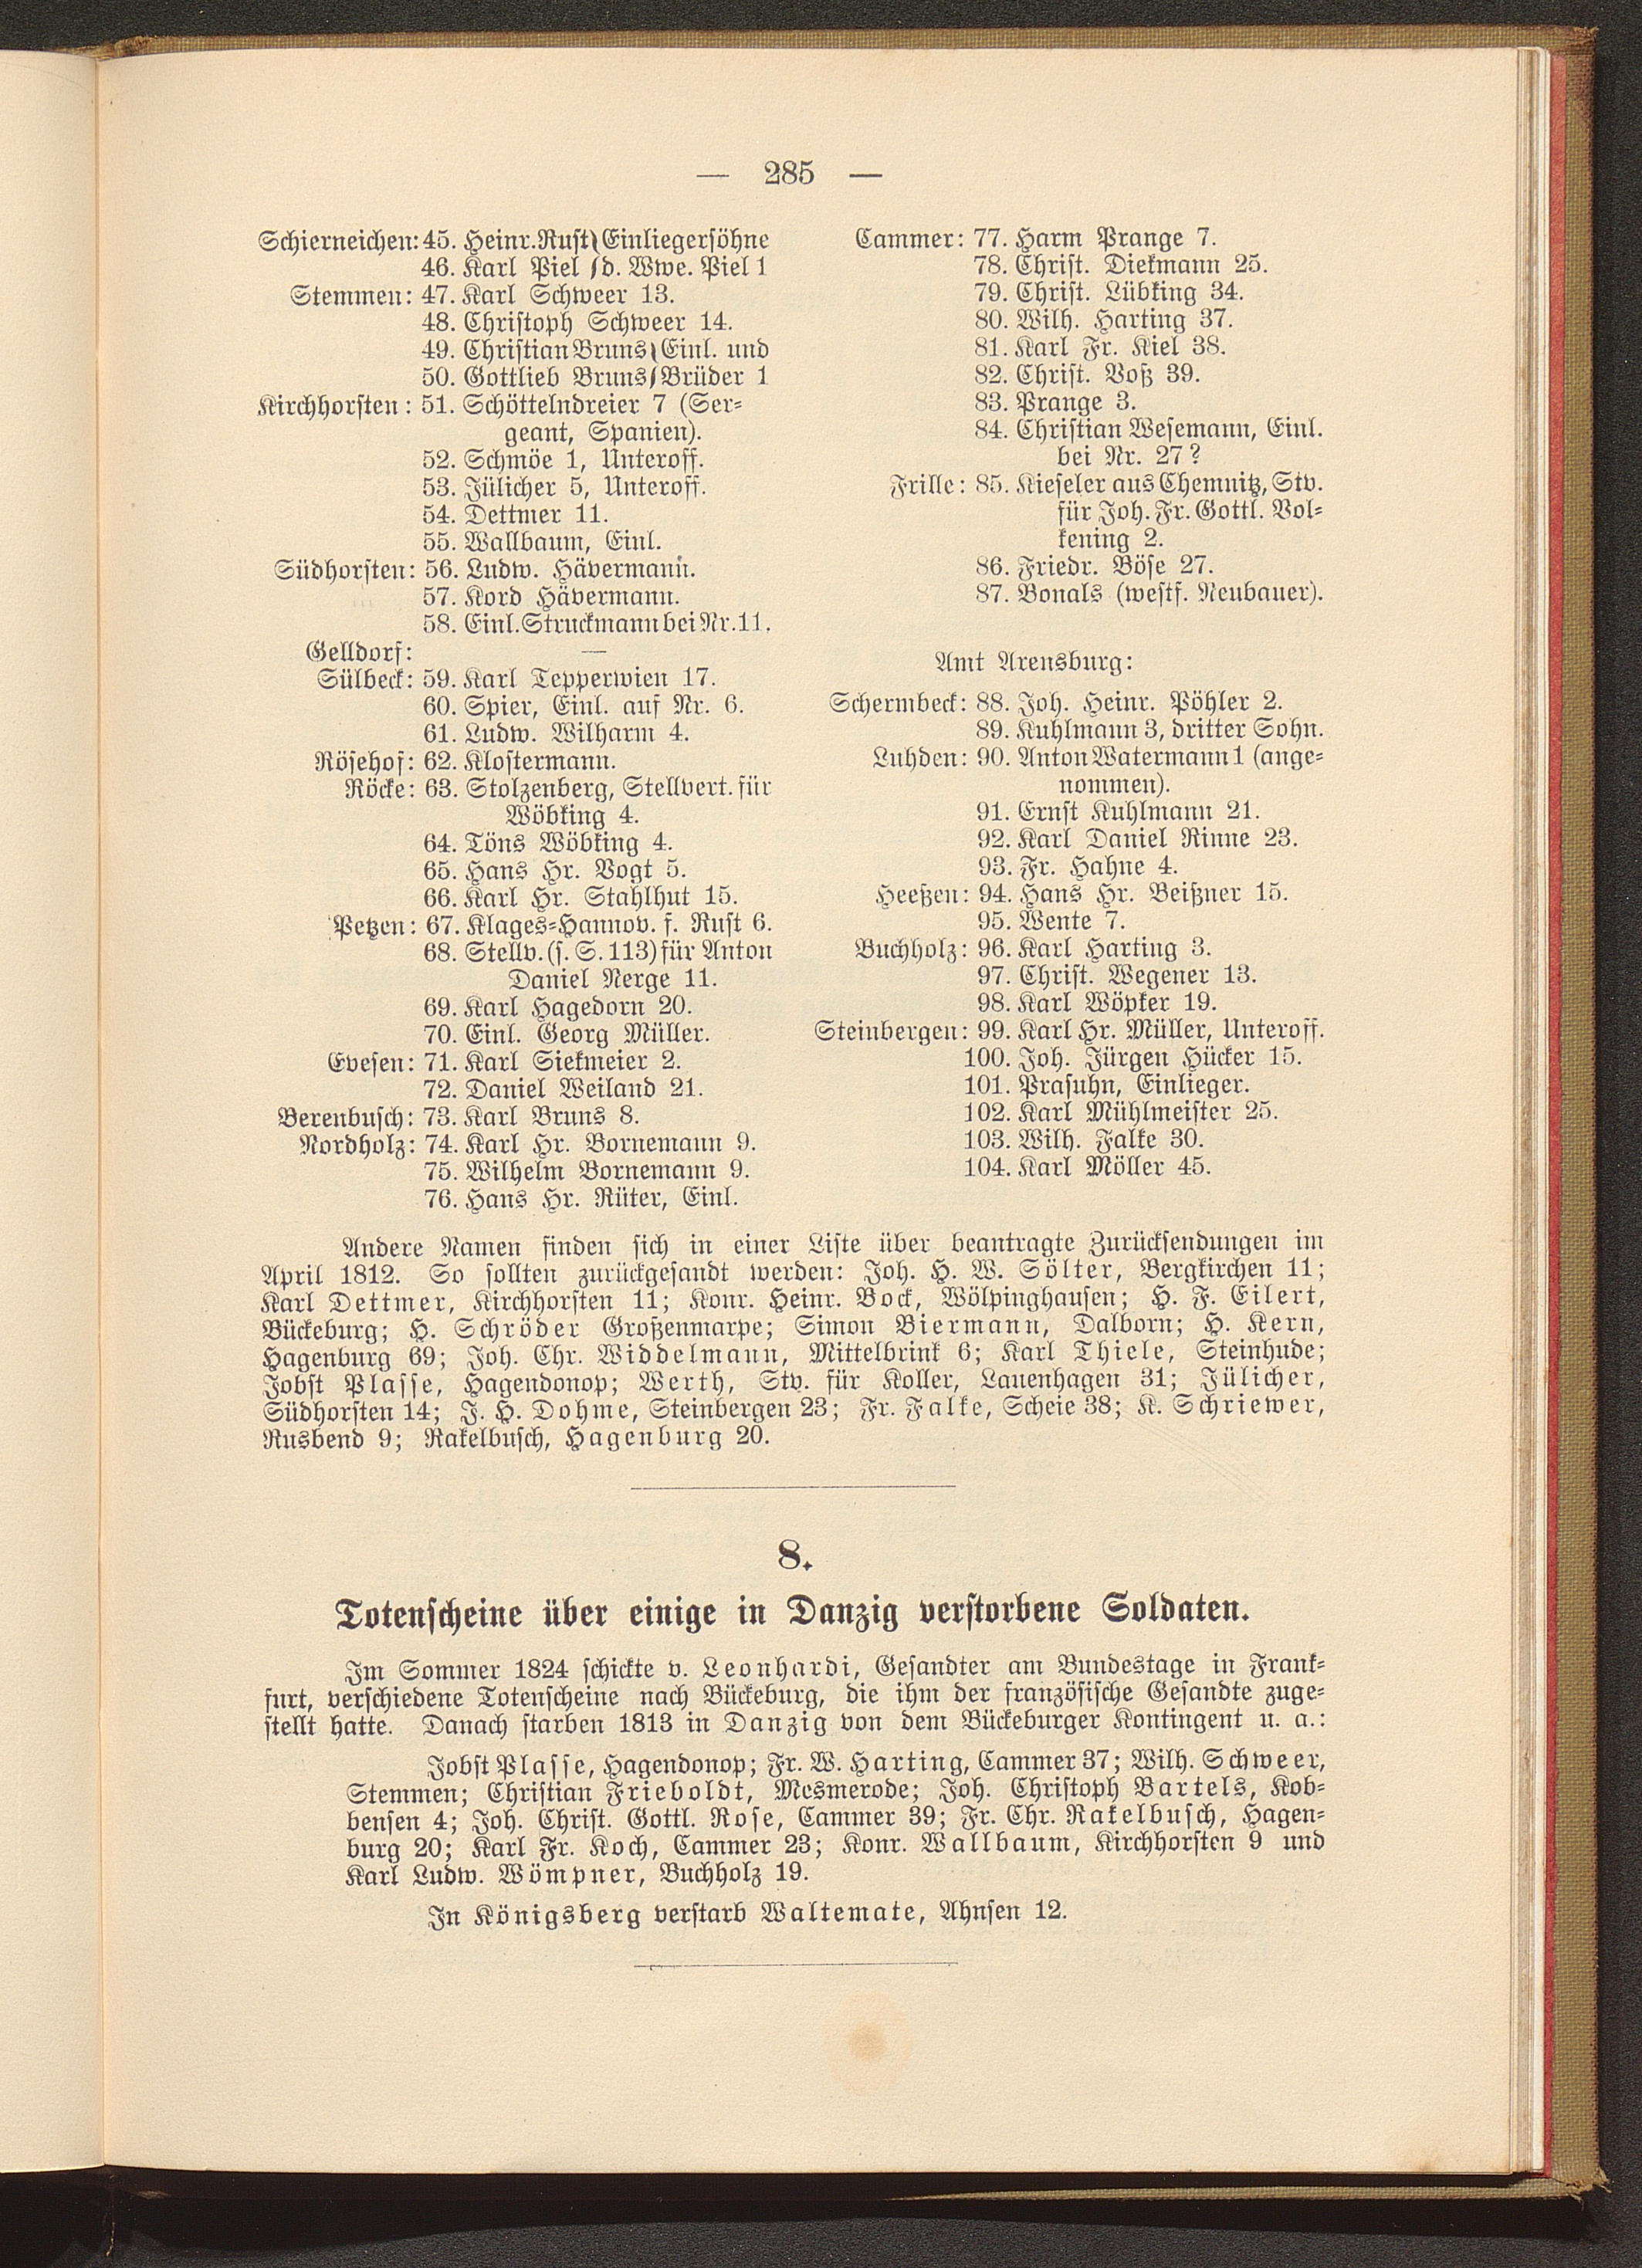 — 285 —
Schierneichen: 45. Heinr. Rust) Einliegersöhne
46. Karl Piel ) d. Wwe. Piel 1
Stemmen: 47. Karl Schweer 13.
48. Christoph Schweer 14.
49. Christian Bruns) Einl. und
50. Gottlieb Bruns) Brüder 1
Kirchhorsten: 51. Schöttelndreier 7 (Ser-
geant, Spanien).
52. Schmöe 1, Unteroff.
53. Jülicher 5, Unteroff.
54. Dettmer 11.
55. Wallbaum, Einl.
Südhorsten: 56. Ludw. Hävermann.
57. Kord Hävermann.
58. Einl. Struckmann bei Nr. 11.
Gelldorf: —
Sülbeck: 59. Karl Tepperwien 17.
60. Spier, Einl. auf Nr. 6.
61. Ludw. Wilharm 4.
Rösehof: 62. Klostermann.
Röcke: 63. Stolzenberg, Stellvert. für
Wöbking 4.
64. Töns Wöbking 4.
65. Hans Hr. Vogt 5.
66. Karl Hr. Stahlhut 15.
Petzen: 67. Klages-Hannov. f. Rust 6.
68. Stellv. (s. S. 113) für Anton
Daniel Nerge 11.
69. Karl Hagedorn 20.
70. Einl. Georg Müller.
Evesen: 71. Karl Siekmeier 2.
72. Daniel Weiland 21.
Berenbusch: 73. Karl Bruns 8.
Nordholz: 74. Karl Hr. Bornemann 9.
75. Wilhelm Bornemann 9.
76. Hans Hr. Rüter, Einl.
Cammer: 77. Harm Prange 7.
78. Christ. Diekmann 25.
79. Christ. Lübking 34.
80. Wilh. Harting 37.
81. Karl Fr. Kiel 38.
82. Christ. Voß 39.
83. Prange 3.
84. Christian Wesemann, Einl.
bei Nr. 27?
Frille: 85. Kieseler aus Chemnitz, Stv.
für Joh. Fr. Gottl. Vol-
kening 2.
86. Friedr. Böse 27.
87. Bonals (westf. Neubauer).
Amt Arensburg:
Schermbeck: 88. Joh. Heinr. Pöhler 2.
89. Kuhlmann 3, dritter Sohn.
Luhden: 90. Anton Watermann 1 (ange-
nommen).
91. Ernst Kuhlmann 21.
92. Karl Daniel Rinne 23.
93. Fr. Hahne 4.
Heeßen: 94. Hans Hr. Beißner 15.
95. Wente 7.
Buchholz: 96. Karl Harting 3.
97. Christ. Wegener 13.
98. Karl Wöpker 19.
Steinbergen: 99. Karl Hr. Müller, Unteroff.
100. Joh. Jürgen Hücker 15.
101. Prasuhn, Einlieger.
102. Karl Mühlmeister 25.
103. Wilh. Falke 30.
104. Karl Möller 45.
Andere Namen finden sich in einer Liste über beantragte Zurücksendungen im
April 1812. So sollten zurückgesandt werden: Joh. H. W. Sölter, Bergkirchen 11;
Karl Dettmer, Kirchhorsten 11; Konr. Heinr. Bock, Wölpinghausen; H. F. Eilert,
Bückeburg; H. Schröder Großenmarpe; Simon Biermann, Dalborn; H. Kern,
Hagenburg 69; Joh. Chr. Widdelmann, Mittelbrink 6; Karl Thiele, Steinhude;
Jobst Plasse, Hagendonop; Werth, Stv. für Koller, Lauenhagen 31; Jülicher,
Südhorsten 14; J. H. Dohme, Steinbergen 23; Fr. Falke, Scheie 38; K. Schriewer,
Rusbend 9; Rakelbusch, Hagenburg 20.
8.
Totenscheine über einige in Danzig verstorbene Soldaten.
Im Sommer 1824 schickte v. Leonhardi, Gesandter am Bundestage in Frank-
furt, verschiedene Totenscheine nach Bückeburg, die ihm der französische Gesandte zuge-
stellt hatte. Danach starben 1813 in Danzig von dem Bückeburger Kontingent u. a.:
Jobst Plasse, Hagendonop; Fr. W. Harting, Cammer 37; Wilh. Schweer,
Stemmen; Christian Frieboldt, Mesmerode; Joh. Christoph Bartels, Kob-
bensen 4; Joh. Christ. Gottl. Rose, Cammer 39; Fr. Chr. Rakelbusch, Hagen-
burg 20; Karl Fr. Koch, Cammer 23; Konr. Wallbaum, Kirchhorsten 9 und
Karl Ludw. Wömpner, Buchholz 19.
In Königsberg verstarb Waltemate, Ahnsen 12.